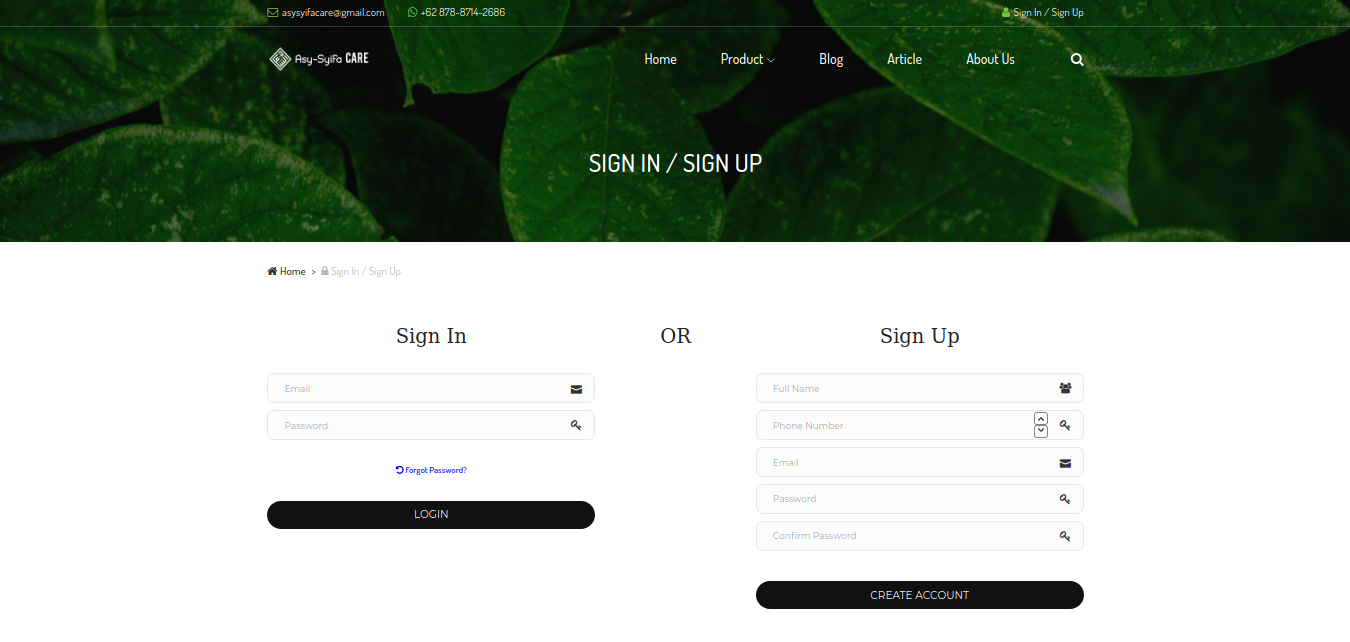 asysyifacare@gmail.com +62 878-8714-2686 Sign In / Sign Up
Asy-Syifa CARE Home Product Blog Article About Us
SIGN IN / SIGN UP
Home > Sign In / Sign Up
Sign In OR Sign Up
Email
Password
Forgot Password?
LOGIN
Full Name
Phone Number
Email
Password
Confirm Password
CREATE ACCOUNT